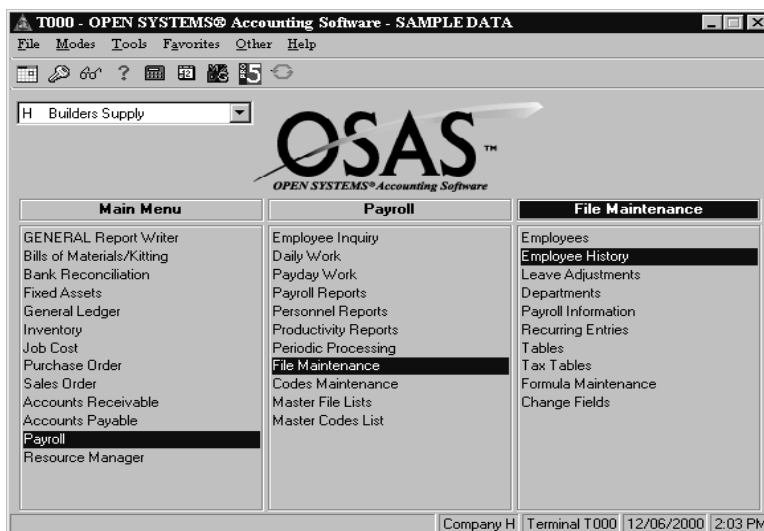 T000 - OPEN SYSTEMS® Accounting Software - SAMPLE DATA
File Modes Tools Favorites Other Help
H Builders Supply
OSAS™
OPEN SYSTEMS® Accounting Software
Main Menu
GENERAL Report Writer
Bills of Materials/Kitting
Bank Reconciliation
Fixed Assets
General Ledger
Inventory
Job Cost
Purchase Order
Sales Order
Accounts Receivable
Accounts Payable
Payroll
Resource Manager
Payroll
Employee Inquiry
Daily Work
Payday Work
Payroll Reports
Personnel Reports
Productivity Reports
Periodic Processing
File Maintenance
Codes Maintenance
Master File Lists
Master Codes List
File Maintenance
Employees
Employee History
Leave Adjustments
Departments
Payroll Information
Recurring Entries
Tables
Tax Tables
Formula Maintenance
Change Fields
Company H Terminal T000 12/06/2000 2:03 PM